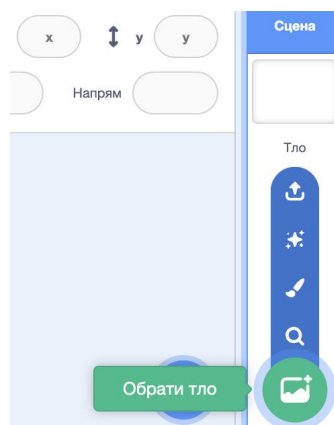 x y y
Сцена
Напрям
Тло
Обрати тло